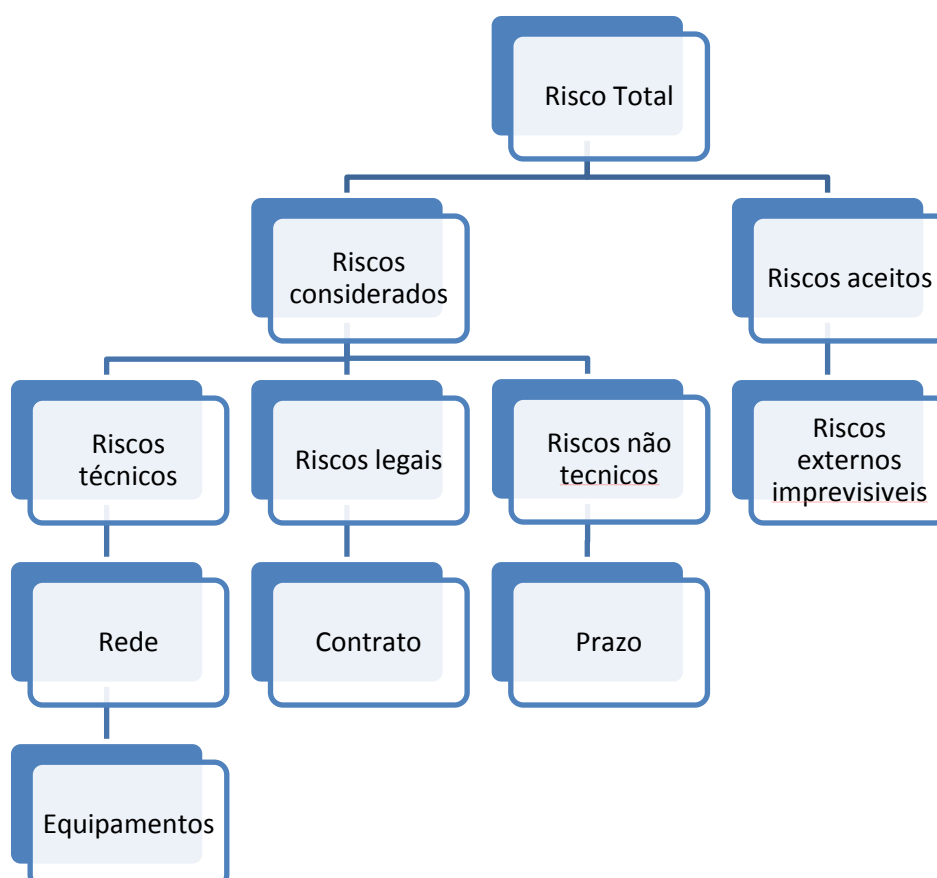 Risco Total
Riscos
considerados
Riscos aceitos
Riscos
técnicos
Riscos legais
Riscos não
tecnicos
Riscos
externos
imprevisiveis
Rede
Contrato
Prazo
Equipamentos